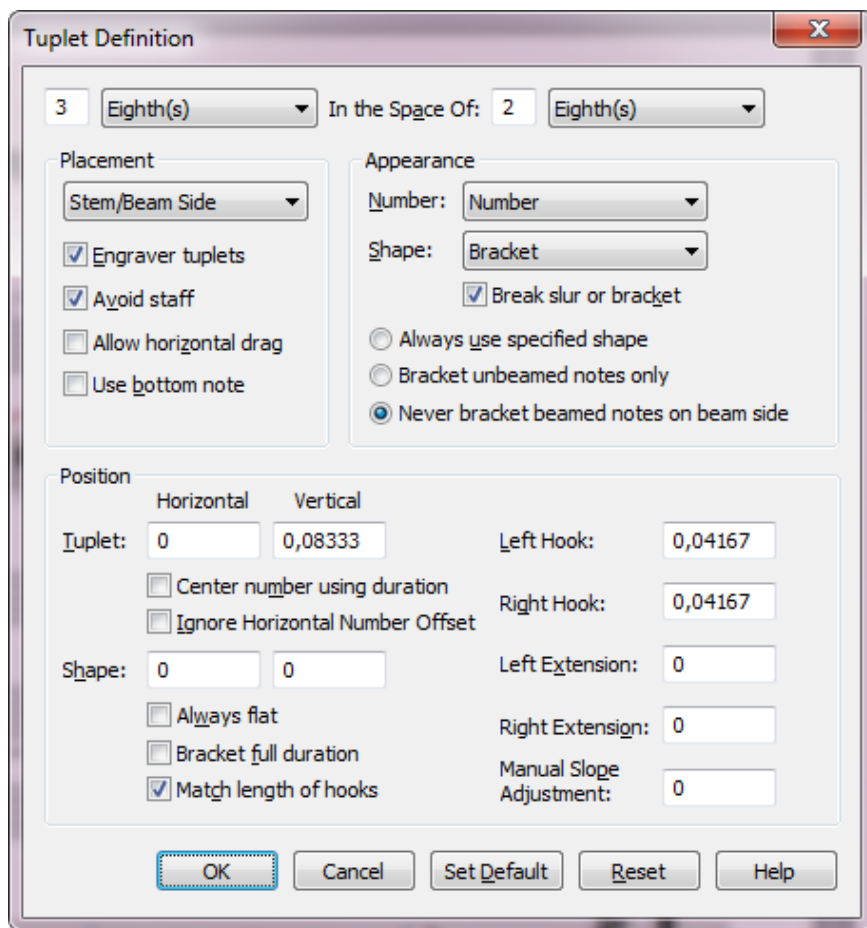 Tuplet Definition
3 Eighth(s) In the Space Of: 2 Eighth(s)
Placement
Stem/Beam Side
Engraver tuplets
Avoid staff
Allow horizontal drag
Use bottom note
Appearance
Number: Number
Shape: Bracket
Break slur or bracket
Always use specified shape
Bracket unbeamed notes only
Never bracket beamed notes on beam side
Position
Horizontal Vertical
Tuplet: 0 0,08333
Center number using duration
Ignore Horizontal Number Offset
Shape: 0 0
Always flat
Bracket full duration
Match length of hooks
Left Hook: 0,04167
Right Hook: 0,04167
Left Extension: 0
Right Extension: 0
Manual Slope
Adjustment: 0
OK Cancel Set Default Reset Help